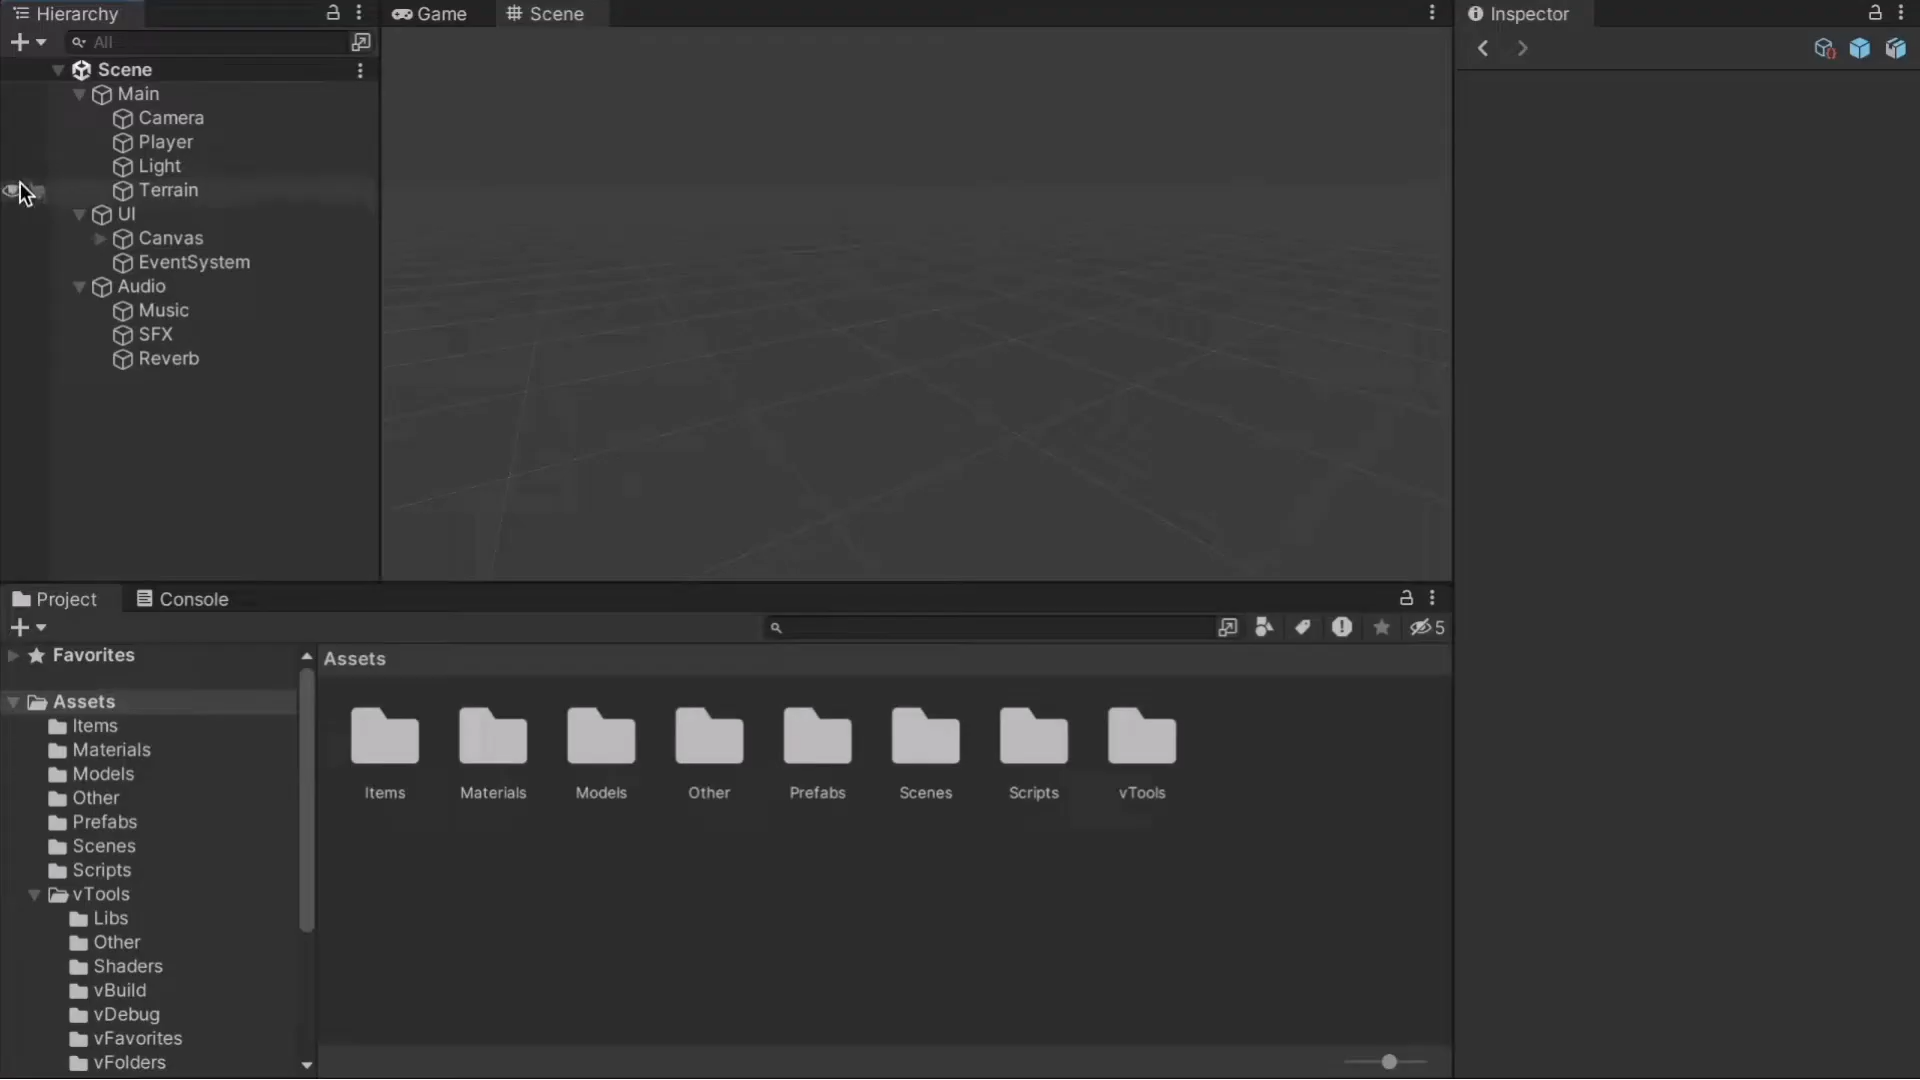 Hierarchy
All
Scene
Main
Camera
Player
Light
Terrain
UI
Canvas
EventSystem
Audio
Music
SFX
Reverb
Game
Scene
Inspector
Project
Console
5
Favorites
Assets
Items
Materials
Models
Other
Prefabs
Scenes
Scripts
vTools
Libs
Other
Shaders
vBuild
vDebug
vFavorites
vFolders
Assets
Items
Materials
Models
Other
Prefabs
Scenes
Scripts
vTools